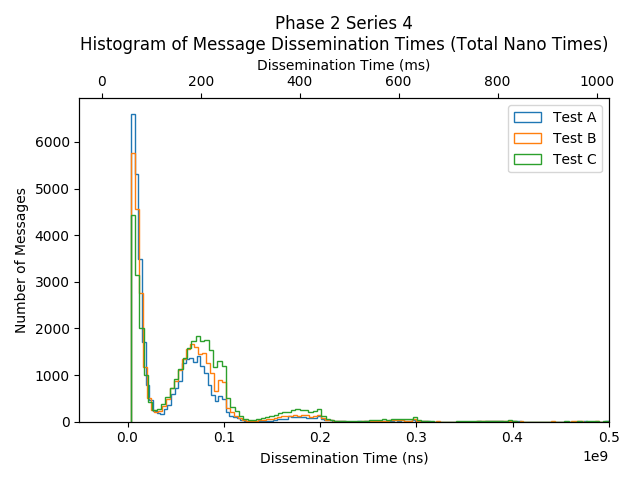 Phase 2 Series 4
Histogram of Message Dissemination Times (Total Nano Times)
Dissemination Time (ms)
0 200 400 600 800 1000
Test A
Test B
Test C
6000
5000
4000
3000
2000
1000
0
Number of Messages
0.0 0.1 0.2 0.3 0.4 0.5
1e9
Dissemination Time (ns)